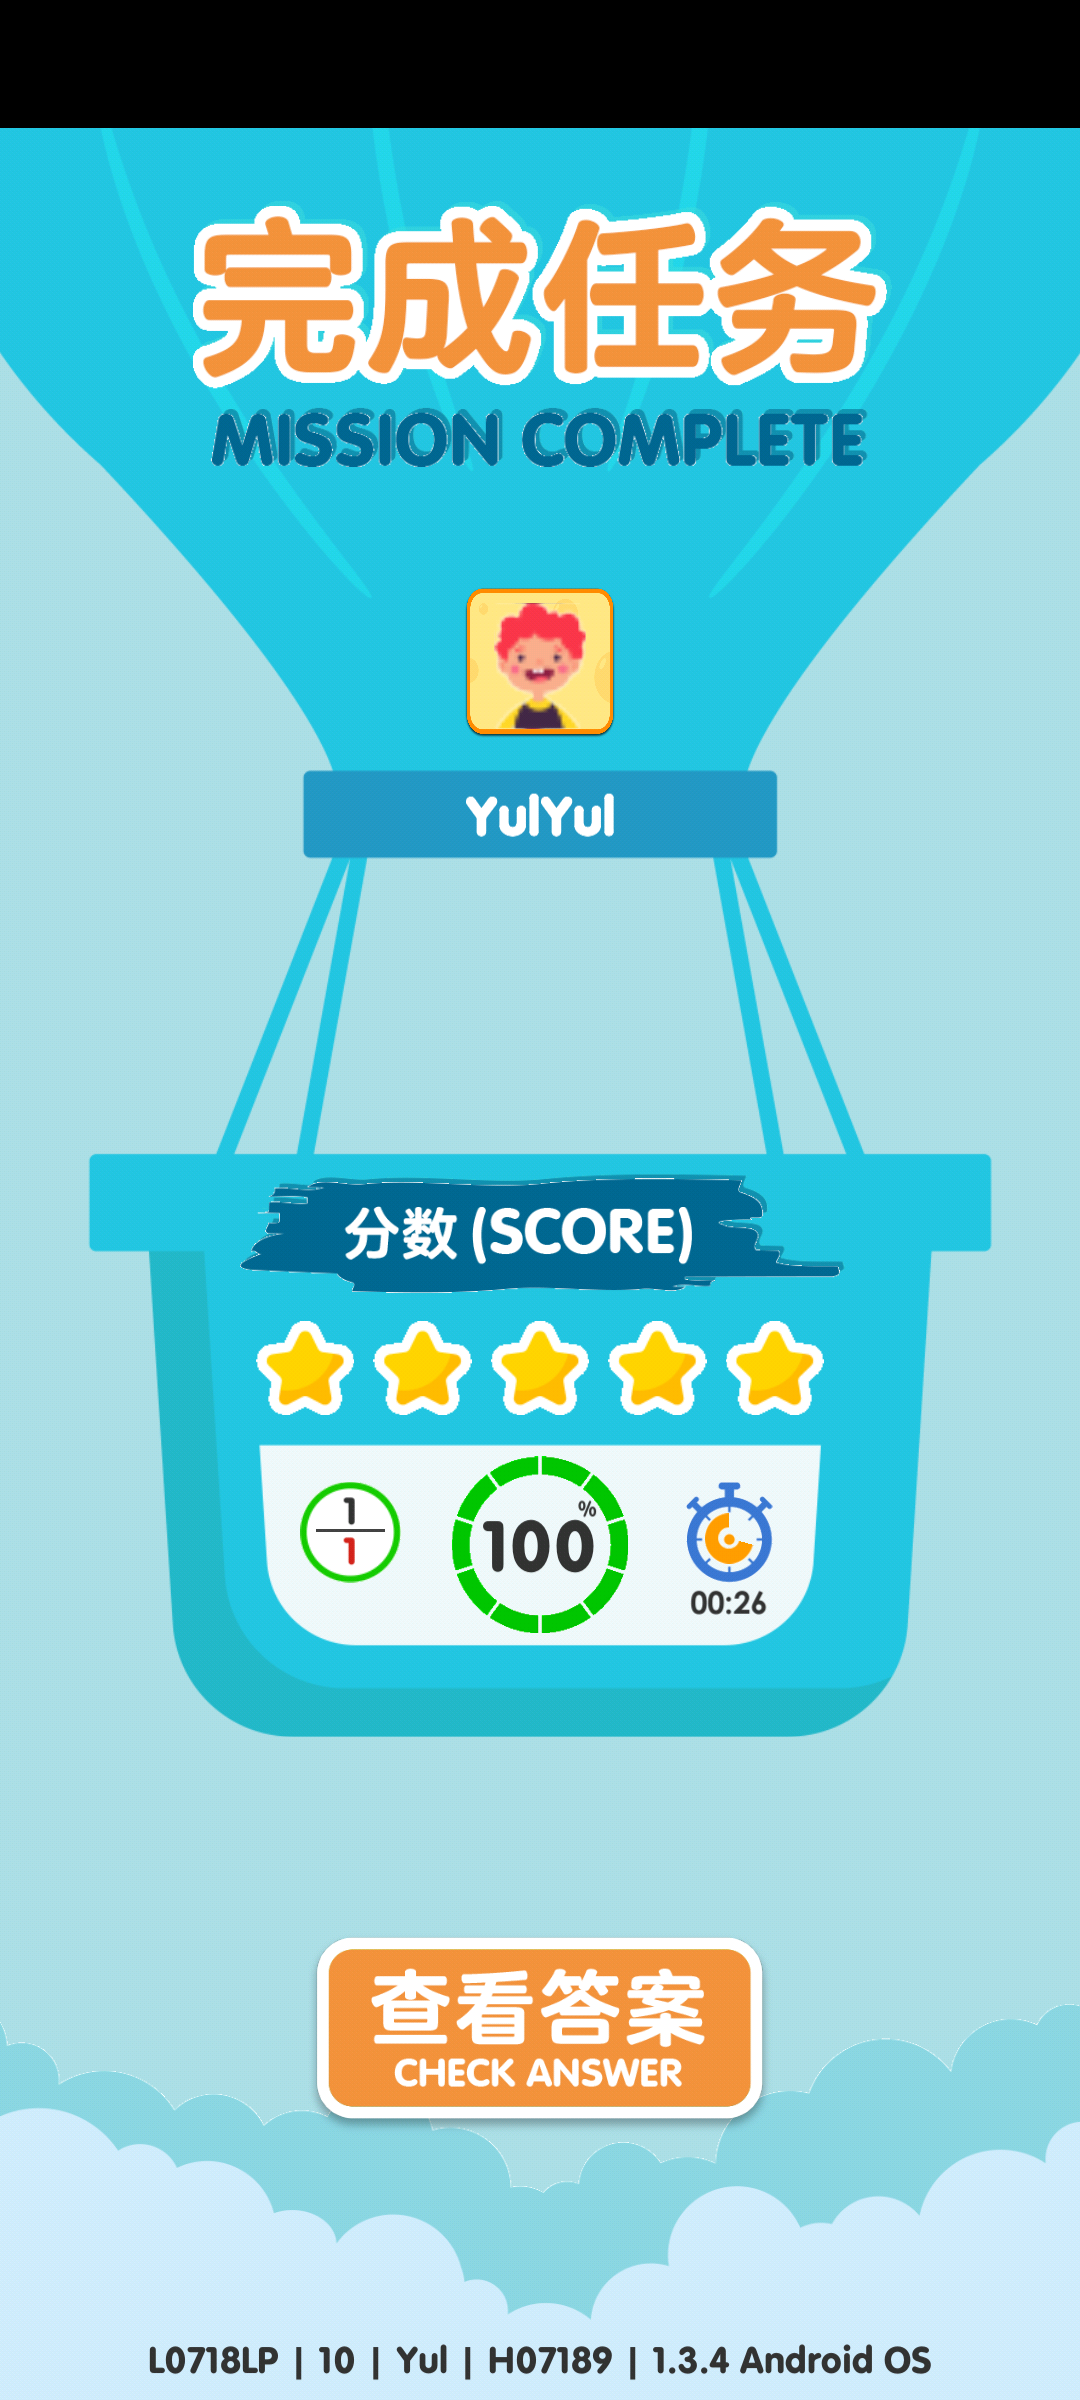 完成任务
MISSION COMPLETE
YulYul
分数 (SCORE)
1
1
100%
00:26
查看答案
CHECK ANSWER
L0718LP | 10 | Yul | H07189 | 1.3.4 Android OS